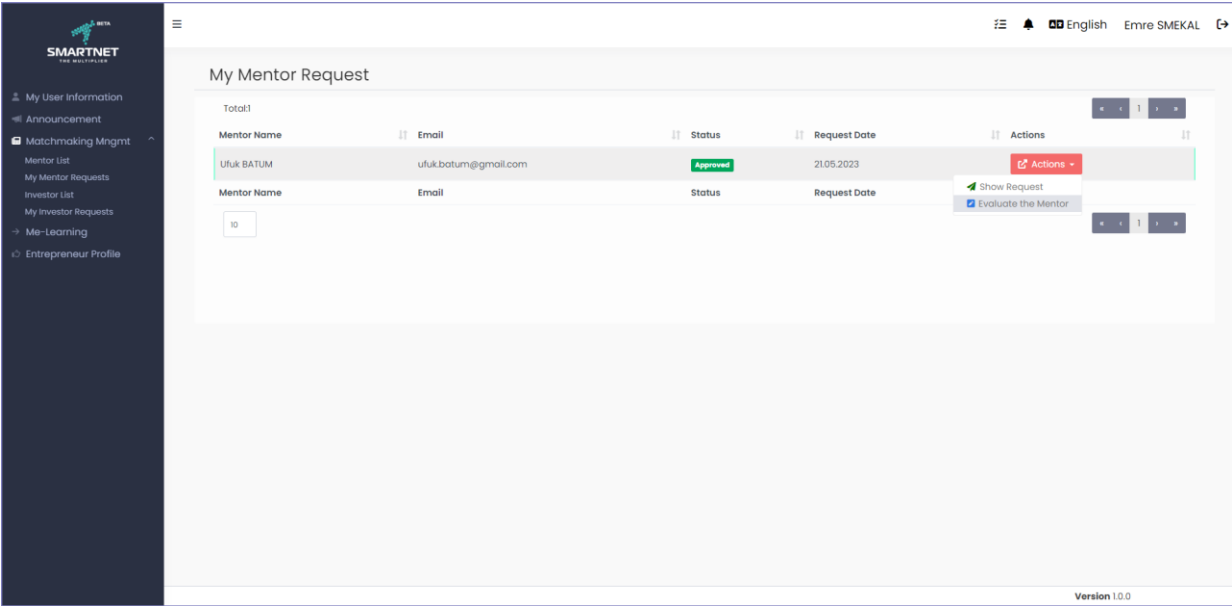 BETA
SMARTNET
THE MULTIPLIER
English Emre SMEKAL
My User Information
Announcement
Matchmaking Mngmt
Mentor List
My Mentor Requests
Investor List
My Investor Requests
Me-Learning
Entrepreneur Profile
My Mentor Request
Total:1
« ‹ 1 › »
Mentor Name Email Status Request Date Actions
Ufuk BATUM ufuk.batum@gmail.com Approved 21.05.2023 Actions
Show Request
Evaluate the Mentor
Mentor Name Email Status Request Date
10
« ‹ 1 › »
Version 1.0.0